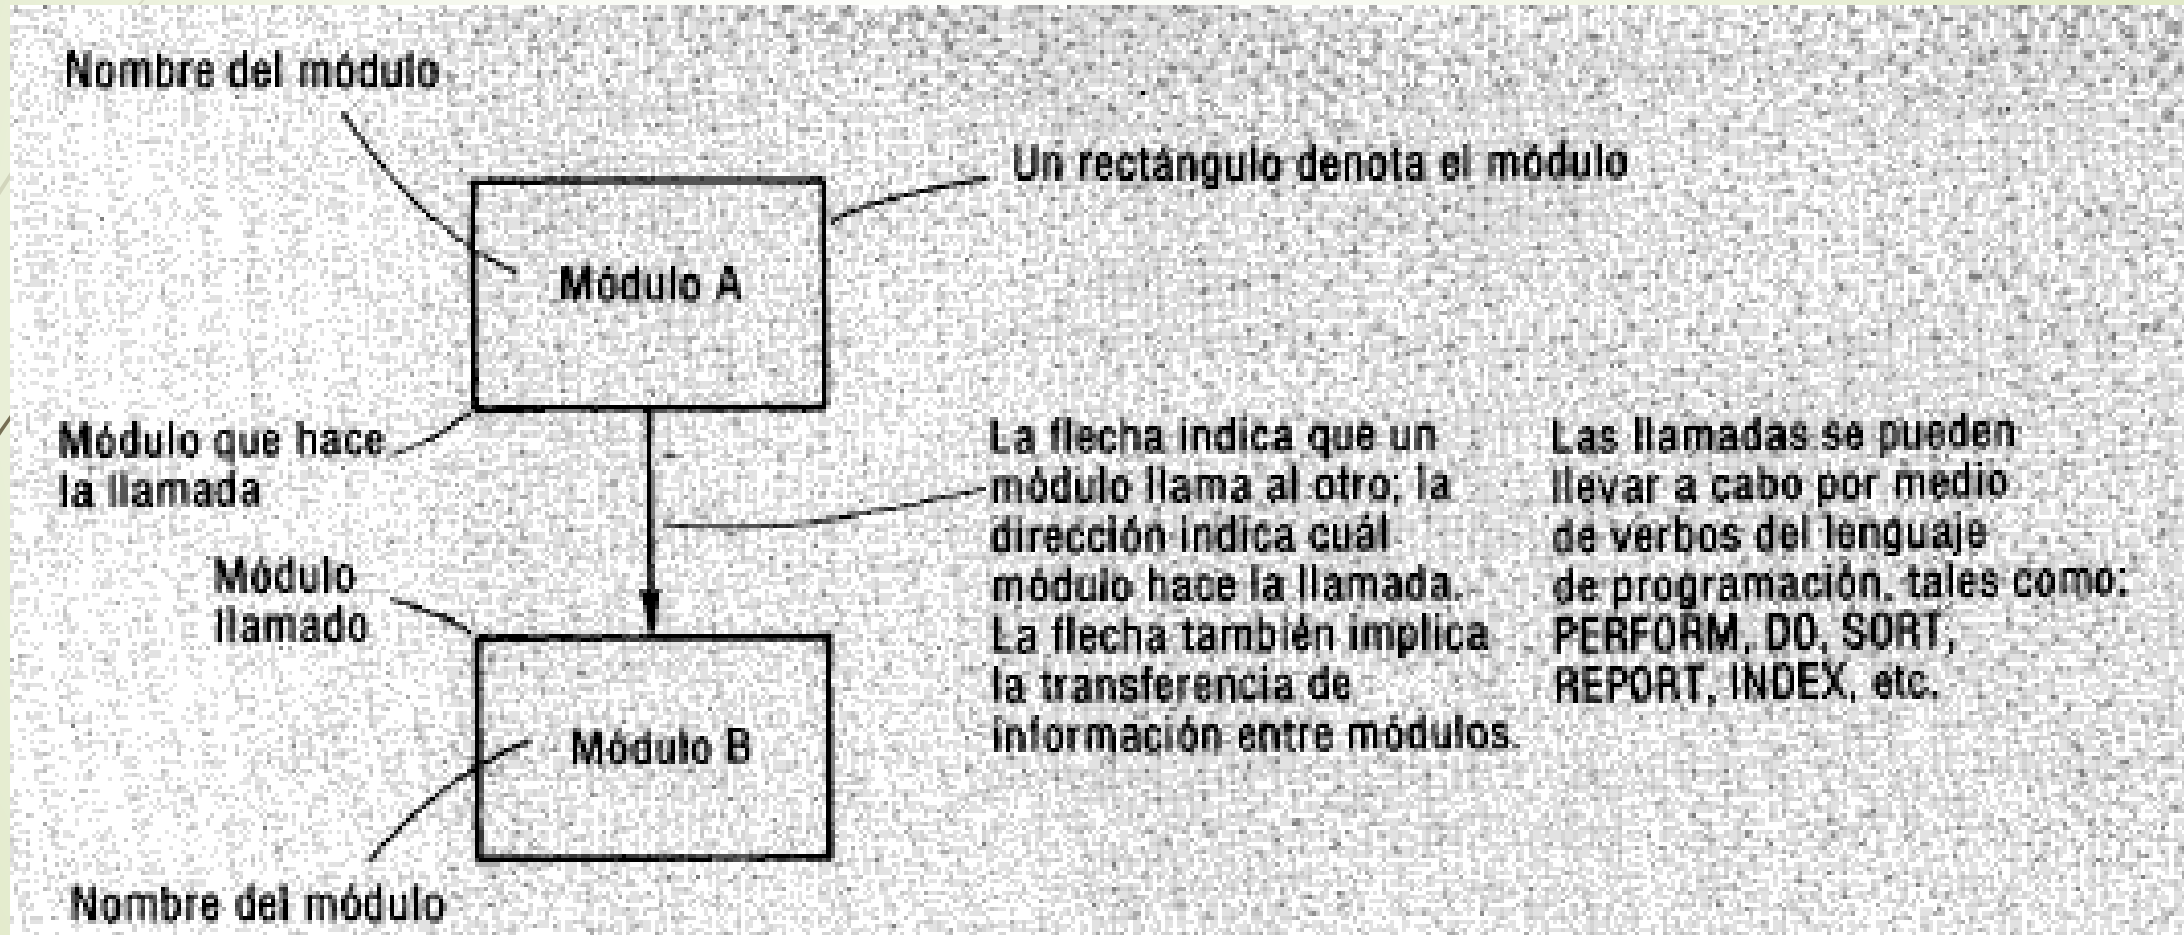 Nombre del módulo
Un rectángulo denota el módulo
Módulo A
Módulo que hace
la llamada
La flecha indica que un
módulo llama al otro; la
dirección indica cuál
módulo hace la llamada.
La flecha también implica
la transferencia de
información entre módulos.
Las llamadas se pueden
llevar a cabo por medio
de verbos del lenguaje
de programación, tales como:
PERFORM, DO, SORT,
REPORT, INDEX, etc.
Módulo
llamado
Módulo B
Nombre del módulo